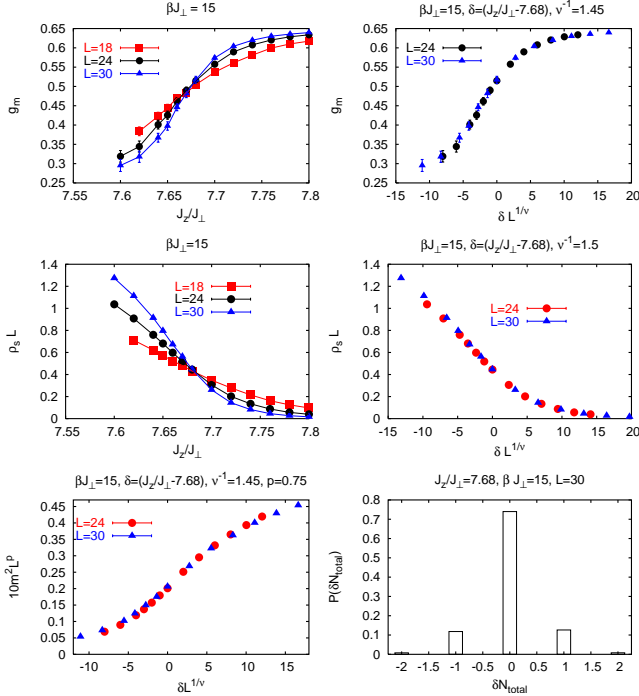 βJ⊥ = 15
g_m
0.65
0.6
0.55
0.5
0.45
0.4
0.35
0.3
0.25
L=18
L=24
L=30
7.55 7.6 7.65 7.7 7.75 7.8
J_z/J⊥
βJ⊥=15, δ=(J_z/J⊥-7.68), ν⁻¹=1.45
g_m
0.65
0.6
0.55
0.5
0.45
0.4
0.35
0.3
0.25
L=24
L=30
-15 -10 -5 0 5 10 15 20
δ L^{1/ν}
βJ⊥=15
ρ_s L
1.4
1.2
1
0.8
0.6
0.4
0.2
0
L=18
L=24
L=30
7.55 7.6 7.65 7.7 7.75 7.8
J_z/J⊥
βJ⊥=15, δ=(J_z/J⊥-7.68), ν⁻¹=1.5
ρ_s L
1.4
1.2
1
0.8
0.6
0.4
0.2
0
L=24
L=30
-15 -10 -5 0 5 10 15 20
δ L^{1/ν}
βJ⊥=15, δ=(J_z/J⊥-7.68), ν⁻¹=1.45, p=0.75
10m²L^p
0.45
0.4
0.35
0.3
0.25
0.2
0.15
0.1
0.05
0
L=24
L=30
-10 -5 0 5 10 15
δL^{1/ν}
J_z/J⊥=7.68, β J⊥=15, L=30
P(δN_total)
0.8
0.7
0.6
0.5
0.4
0.3
0.2
0.1
0
-2 -1.5 -1 -0.5 0 0.5 1 1.5 2
δN_total